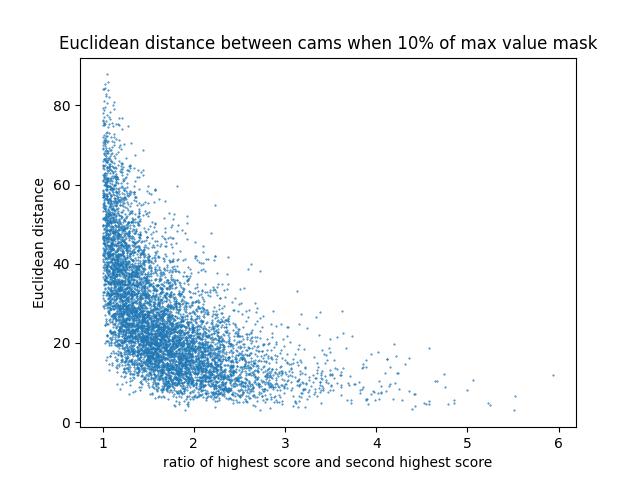 Euclidean distance between cams when 10% of max value mask
Euclidean distance
80
60
40
20
0
1 2 3 4 5 6
ratio of highest score and second highest score